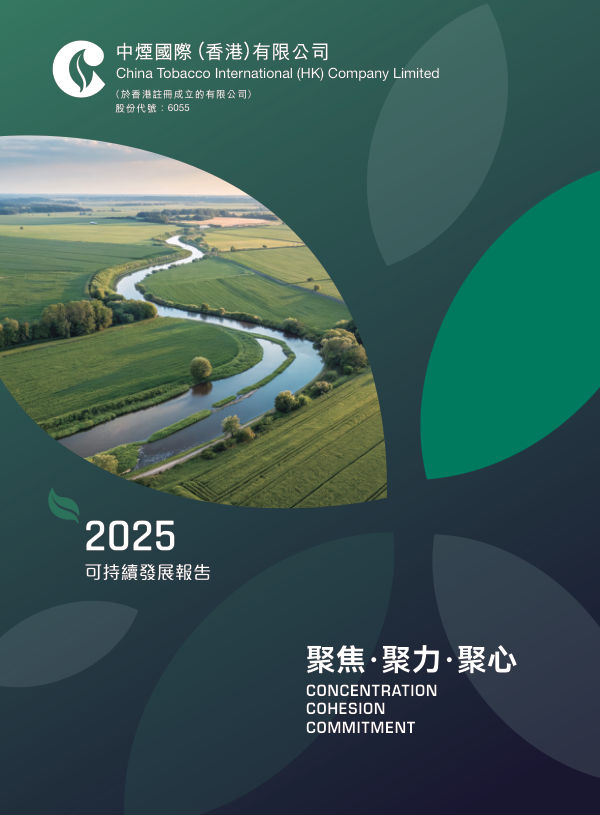 中煙國際（香港）有限公司
China Tobacco International (HK) Company Limited
（於香港註冊成立的有限公司）
股份代號：6055
2025
可持續發展報告
聚焦·聚力·聚心
CONCENTRATION
COHESION
COMMITMENT